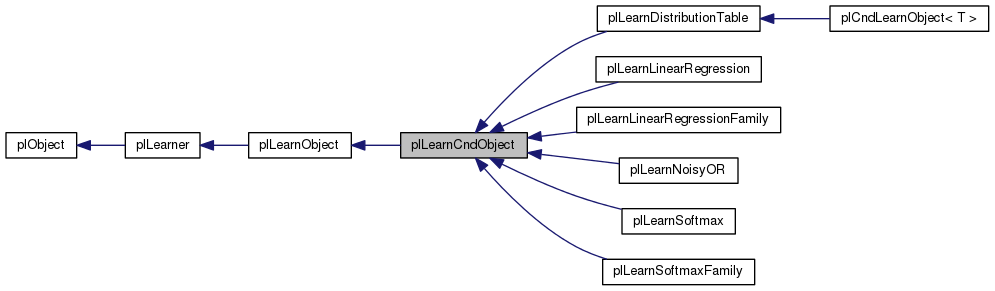 plObject
plLearner
plLearnObject
plLearnCndObject
plLearnDistributionTable
plCndLearnObject< T >
plLearnLinearRegression
plLearnLinearRegressionFamily
plLearnNoisyOR
plLearnSoftmax
plLearnSoftmaxFamily